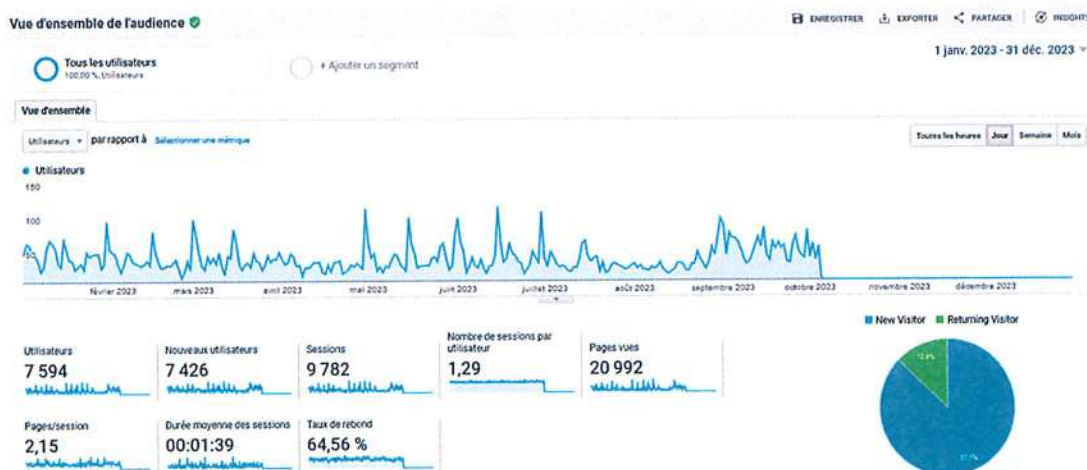 Vue d'ensemble de l'audience
ENREGISTRER EXPORTER PARTAGER INSIGHTS
1 janv. 2023 - 31 déc. 2023
Tous les utilisateurs
100,00 %, Utilisateurs
+ Ajouter un segment
Vue d'ensemble
Utilisateurs par rapport à Sélectionner une métrique
Toutes les heures Jour Semaine Mois
Utilisateurs
150
100
50
février 2023 mars 2023 avril 2023 mai 2023 juin 2023 juillet 2023 août 2023 septembre 2023 octobre 2023 novembre 2023 décembre 2023
New Visitor Returning Visitor
Utilisateurs
7 594
Nouveaux utilisateurs
7 426
Sessions
9 782
Nombre de sessions par
utilisateur
1,29
Pages vues
20 992
Pages/session
2,15
Durée moyenne des sessions
00:01:39
Taux de rebond
64,56 %